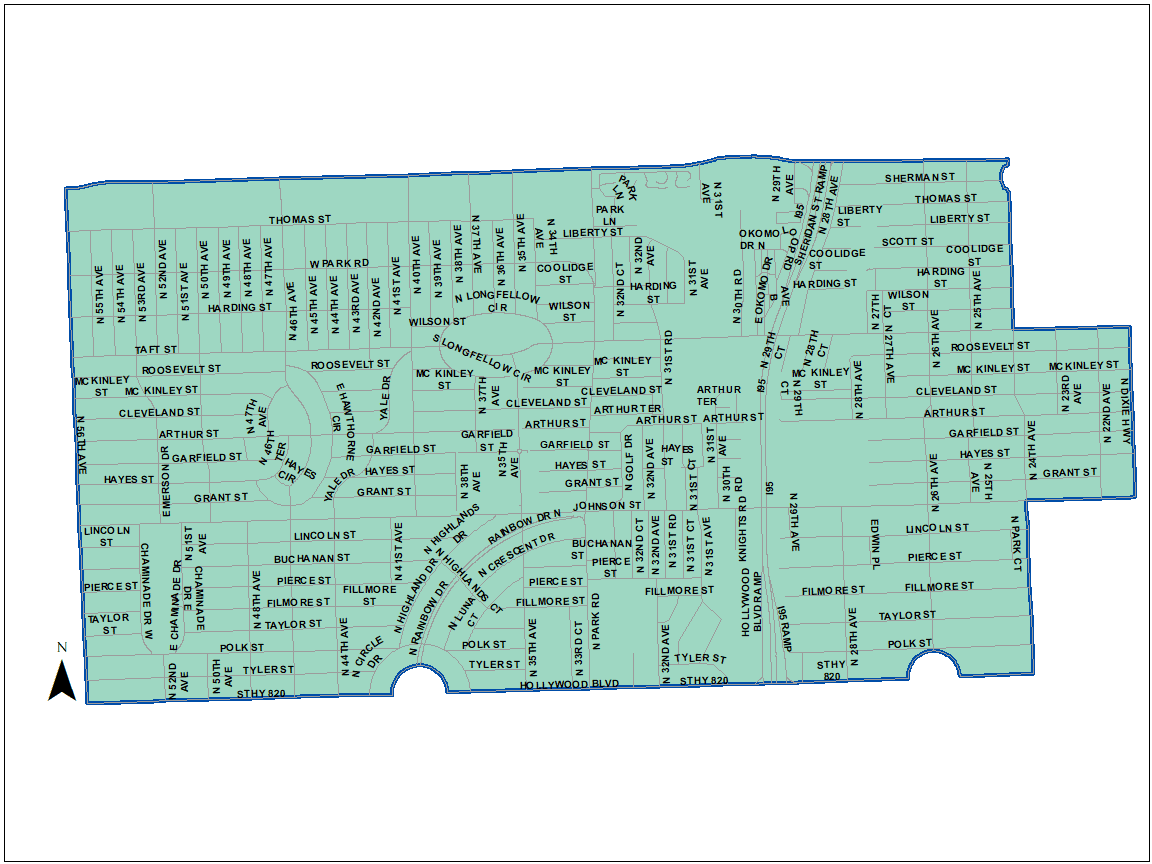 SHERMAN ST
PARK
LN
N 31ST
AVE
N 29TH
AVE
SHERIDAN ST RAMP
N 28TH AVE
THOMAS ST
THOMAS ST
PARK
LN
LIBERTY
ST
LIBERTY ST
N 37TH AVE
N 35TH AVE
N 34TH
AVE
LIBERTY ST
I95
LOOP RD
OKOMO
DR N
SCOTT ST
COOLIDGE
ST
COOLIDGE
ST
N 55TH AVE
N 54TH AVE
N 53RD AVE
N 52ND AVE
N 51ST AVE
N 50TH AVE
N 49TH AVE
N 48TH AVE
N 47TH AVE
W PARK RD
N 46TH AVE
N 45TH AVE
N 44TH AVE
N 43RD AVE
N 42ND AVE
N 41ST AVE
N 40TH AVE
N 39TH AVE
N 38TH AVE
N 36TH AVE
COOLIDGE
ST
N 32ND CT
N 32ND
AVE
HARDING
ST
N 31ST
AVE
N 30TH RD
E OKOMO DR
B
AVE
HARDING ST
HARDING
ST
HARDING ST
N LONGFELLOW
CIR
WILSON
ST
WILSON
ST
N 27TH
CT
N 27TH AVE
N 26TH AVE
N 25TH AVE
WILSON ST
S LONGFELLOW CIR
TAFT ST
N 31ST RD
N 29TH
CT
N 28TH
CT
ROOSEVELT ST
ROOSEVELT ST
ROOSEVELT ST
MC KINLEY
ST
MC KINLEY ST
MC KINLEY
ST
MC KINLEY
ST
MC KINLEY
ST
MC KINLEY
ST
MC KINLEY ST
MC KINLEY ST
I95
N 29TH
CT
N 28TH AVE
N 23RD
AVE
N 22ND AVE
N DIXIE HWY
CLEVELAND ST
CLEVELAND ST
CLEVELAND ST
CLEVELAND ST
N 47TH
AVE
E HAWTHORNE
CIR
YALE DR
N 37TH
AVE
ARTHUR
TER
ARTHUR TER
ARTHUR ST
ARTHUR ST
ARTHUR ST
ARTHUR ST
ARTHUR ST
N 56TH AVE
N 46TH
TER
GARFIELD ST
GARFIELD ST
GARFIELD
ST
GARFIELD ST
GARFIELD ST
N 35TH
AVE
N GOLF DR
N 32ND AVE
HAYES
ST
N 31ST
AVE
N 24TH AVE
HAYES ST
HAYES
CIR
YALE DR
HAYES ST
HAYES ST
HAYES ST
EMERSON DR
GRANT ST
GRANT ST
N 38TH
AVE
GRANT ST
N 31ST CT
N 30TH
RD
I95
N 26TH AVE
N 25TH
AVE
GRANT ST
JOHNSON ST
N HIGHLANDS
DR
RAINBOW DR N
N CRESCENT DR
LINCOLN
ST
N 51ST
AVE
LINCOLN ST
N 41ST AVE
BUCHANAN
ST
N 32ND CT
N 32ND AVE
N 31ST RD
N 31ST CT
N 31ST AVE
KNIGHTS RD
N 29TH AVE
EDWIN PL
LINCOLN ST
N PARK CT
BUCHANAN ST
PIERCE
ST
PIERCE ST
PIERCE ST
CHAMINADE DR W
E CHAMINADE DR
CHAMINADE
DR E
N 48TH AVE
PIERCE ST
N HIGHLAND DR
N HIGHLANDS
CT
PIERCE ST
FILLMORE
ST
FILMORE ST
FILLMORE ST
FILLMORE ST
FILLMORE ST
FILLMORE ST
HOLLYWOOD
BLVD RAMP
I95 RAMP
N RAINBOW DR
N LUNA
CT
TAYLOR
ST
TAYLOR ST
TAYLOR ST
N 44TH AVE
N CIRCLE
DR
N 35TH AVE
N 33RD CT
N PARK RD
N 32ND AVE
N 28TH AVE
POLK ST
POLK ST
POLK ST
N
N 52ND
AVE
N 50TH
AVE
TYLER ST
TYLER ST
TYLER ST
STHY
820
STHY 820
HOLLYWOOD BLVD
STHY 820